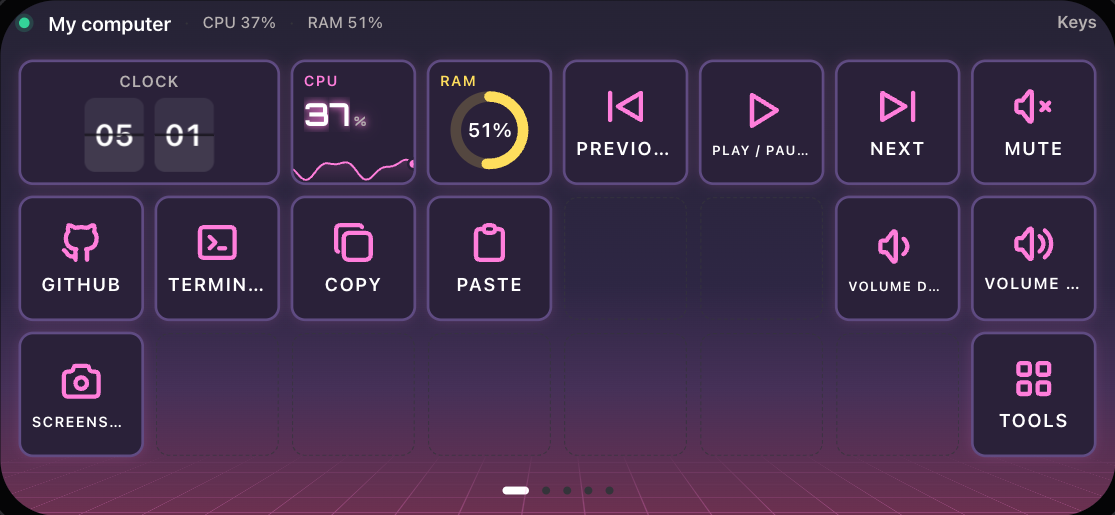 My computer · CPU 37% · RAM 51%
Keys
CLOCK
05 01
CPU
37%
RAM
51%
PREVIO...
PLAY / PAU...
NEXT
MUTE
GITHUB
TERMIN...
COPY
PASTE
VOLUME D...
VOLUME ...
SCREENS...
TOOLS